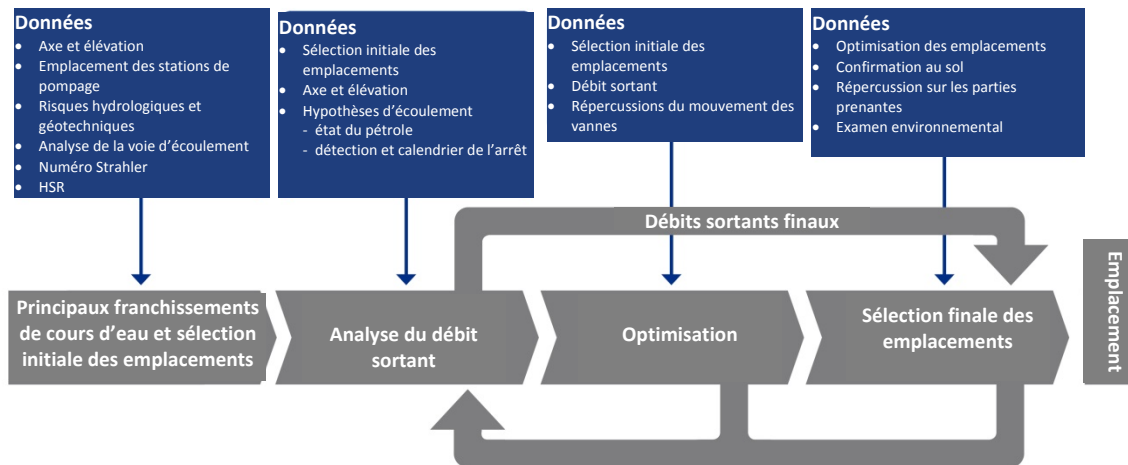 Données
• Axe et élévation
• Emplacement des stations de
pompage
• Risques hydrologiques et
géotechniques
• Analyse de la voie d'écoulement
• Numéro Strahler
• HSR
Données
• Sélection initiale des
emplacements
• Axe et élévation
• Hypothèses d'écoulement
- état du pétrole
- détection et calendrier de l'arrêt
Données
• Sélection initiale des
emplacements
• Débit sortant
• Répercussions du mouvement des
vannes
Données
• Optimisation des emplacements
• Confirmation au sol
• Répercussion sur les parties
prenantes
• Examen environnemental
Débits sortants finaux
Principaux franchissements
de cours d'eau et sélection
initiale des emplacements
Analyse du débit
sortant
Optimisation
Sélection finale des
emplacements
Emplacement